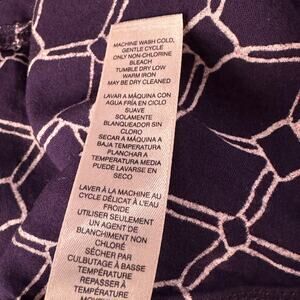 MACHINE WASH COLD,
GENTLE CYCLE
ONLY NON-CHLORINE
BLEACH
TUMBLE DRY LOW
WARM IRON
MAY BE DRY CLEANED
LAVAR A MÁQUINA CON
AGUA FRÍA EN CICLO
SUAVE
SOLAMENTE
BLANQUEADOR SIN
CLORO
SECAR A MÁQUINA A
BAJA TEMPERATURA
PLANCHAR A
TEMPERATURA MEDIA
PUEDE LAVARSE EN
SECO
LAVER À LA MACHINE AU
CYCLE DÉLICAT À L'EAU
FROIDE
UTILISER SEULEMENT
UN AGENT DE
BLANCHIMENT NON
CHLORÉ
SÉCHER PAR
CULBUTAGE À BASSE
TEMPÉRATURE
REPASSER À
TEMPÉRATURE